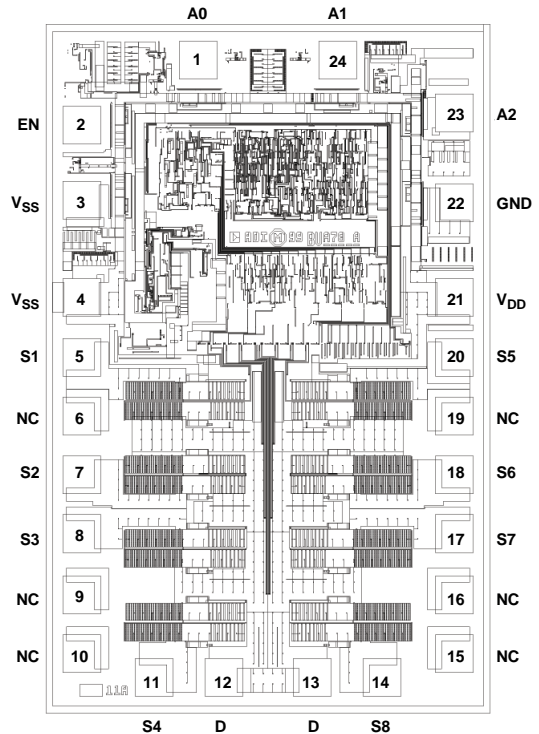 A0 A1
1 24
EN 2 23 A2
VSS 3 22 GND
VSS 4 21 VDD
S1 5 20 S5
NC 6 19 NC
S2 7 18 S6
S3 8 17 S7
NC 9 16 NC
NC 10 15 NC
11A 11 12 13 14
S4 D D S8